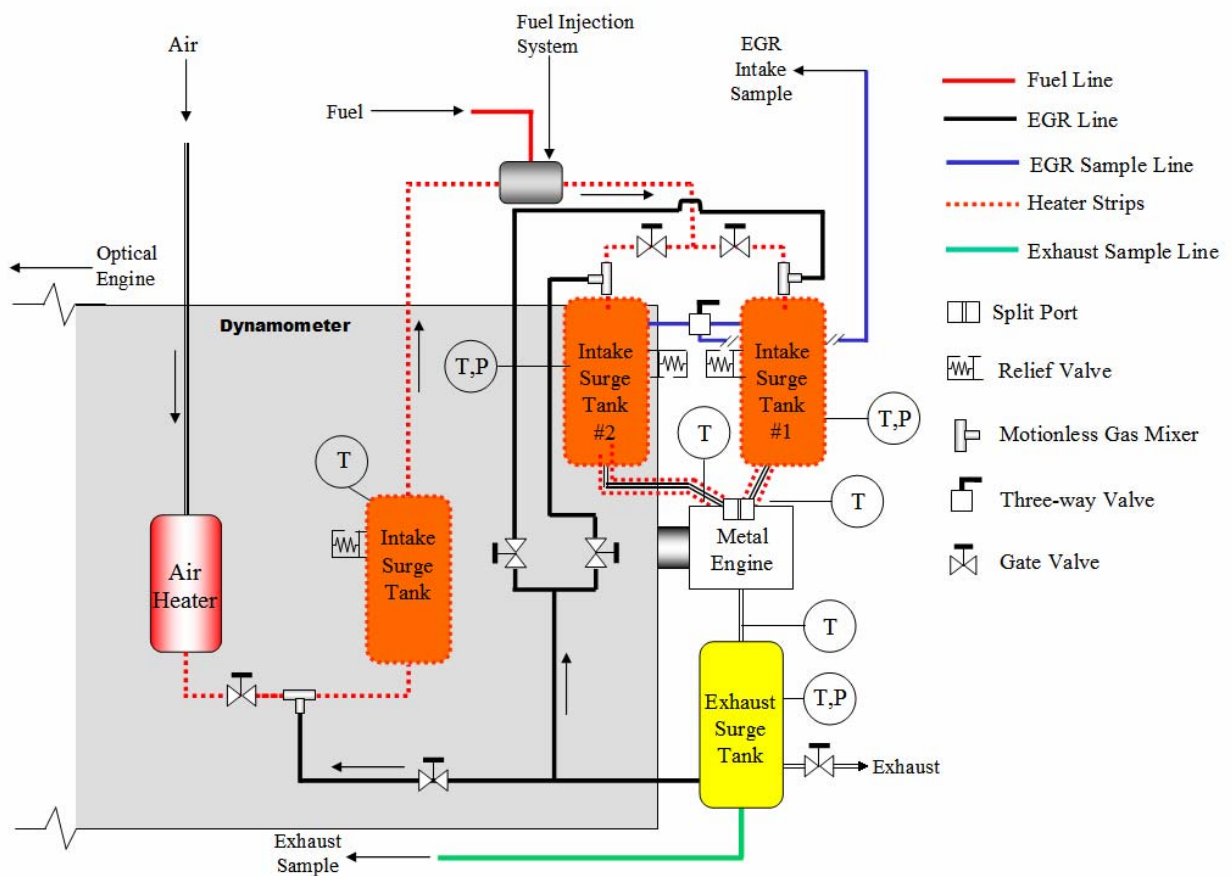 Air
Fuel Injection
System
Fuel
EGR
Intake
Sample
Fuel Line
EGR Line
EGR Sample Line
Heater Strips
Exhaust Sample Line
Split Port
Relief Valve
Motionless Gas Mixer
Three-way Valve
Gate Valve
Optical
Engine
Dynamometer
T,P
Intake
Surge
Tank
#2
Intake
Surge
Tank
#1
T,P
T
T
T
Intake
Surge
Tank
Air
Heater
Metal
Engine
T
Exhaust
Surge
Tank
T,P
Exhaust
Exhaust
Sample